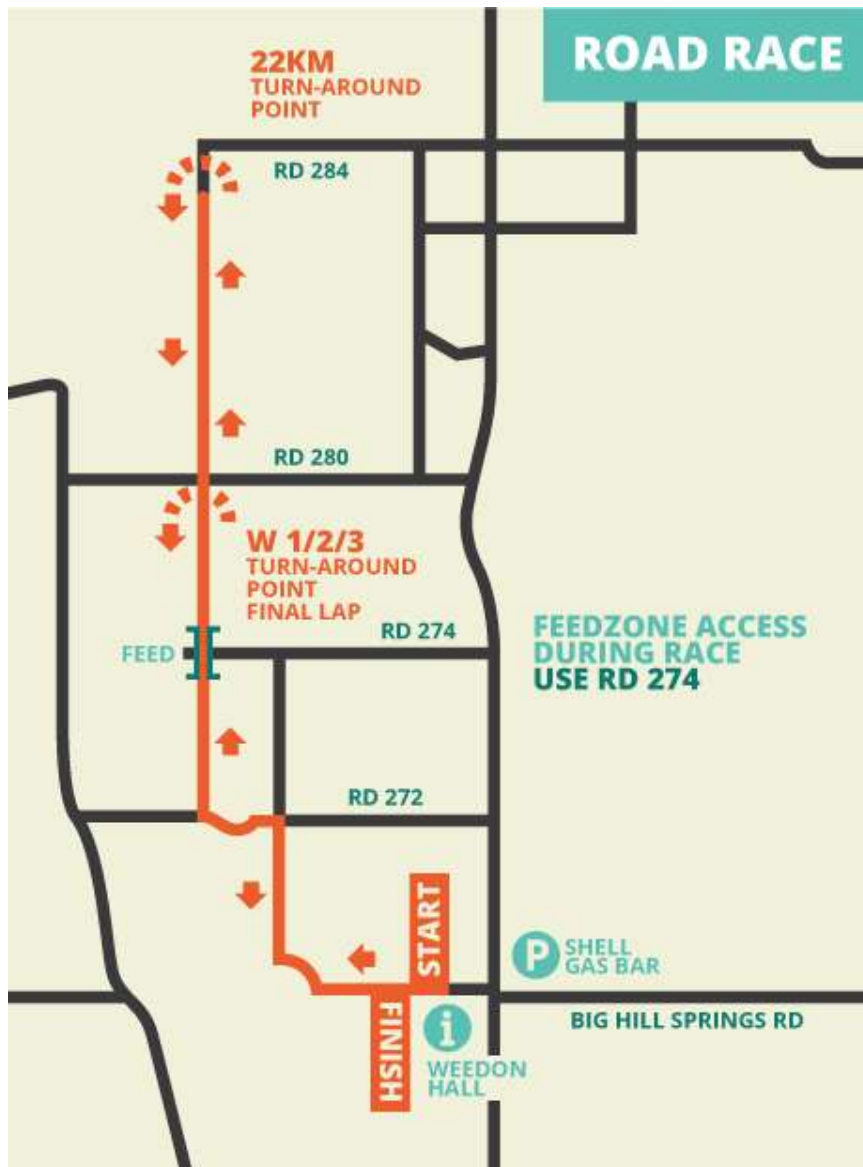 ROAD RACE
22KM
TURN-AROUND
POINT
RD 284
RD 280
W 1/2/3
TURN-AROUND
POINT
FINAL LAP
RD 274
FEED
FEEDZONE ACCESS
DURING RACE
USE RD 274
RD 272
START
P
SHELL
GAS BAR
BIG HILL SPRINGS RD
FINISH
i
WEEDON
HALL